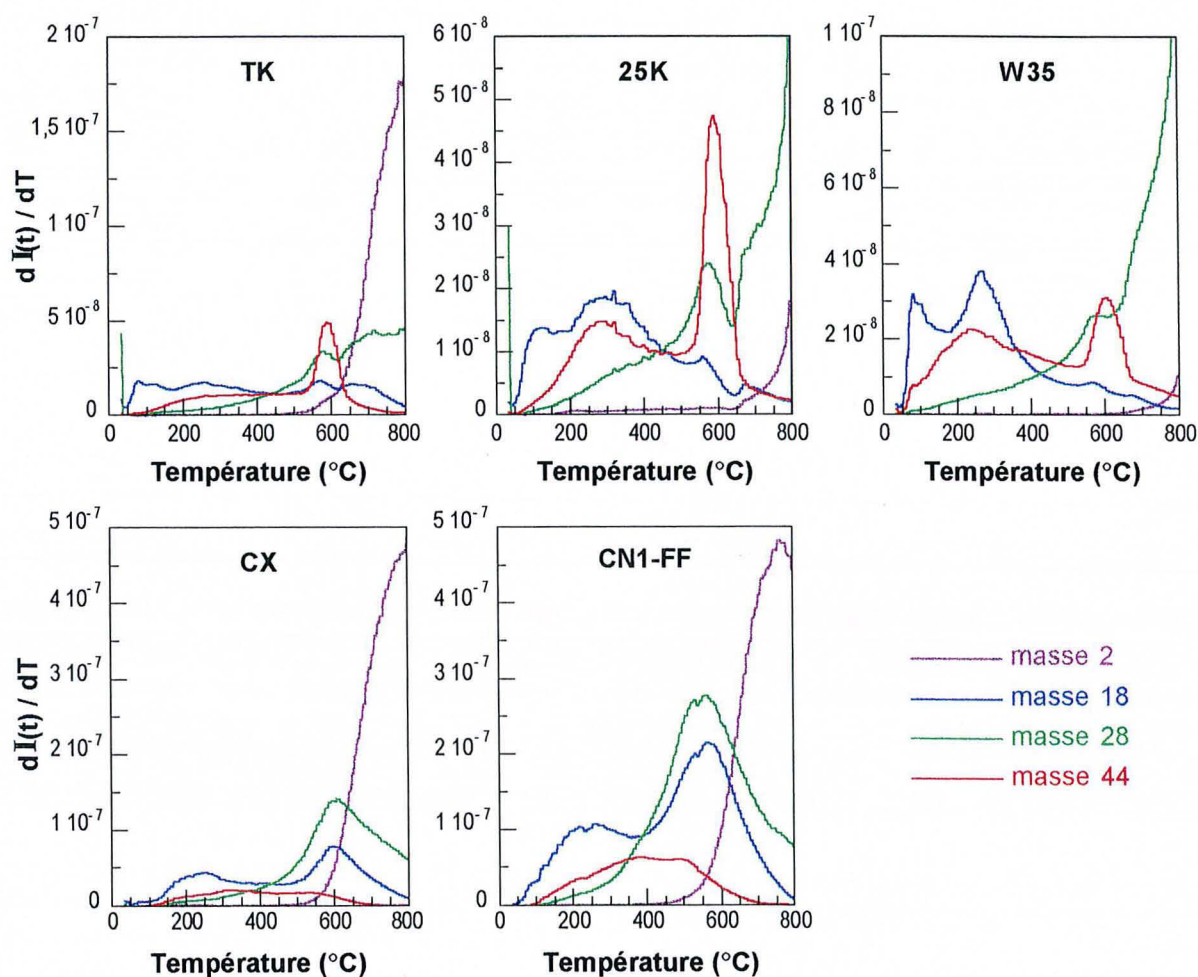 TK
2 10⁻⁷
1,5 10⁻⁷
1 10⁻⁷
5 10⁻⁸
0
d I(t) / dT
0 200 400 600 800
Température (°C)
25K
6 10⁻⁸
5 10⁻⁸
4 10⁻⁸
3 10⁻⁸
2 10⁻⁸
1 10⁻⁸
0
0 200 400 600 800
Température (°C)
W35
1 10⁻⁷
8 10⁻⁸
6 10⁻⁸
4 10⁻⁸
2 10⁻⁸
0
0 200 400 600 800
Température (°C)
CX
5 10⁻⁷
4 10⁻⁷
3 10⁻⁷
2 10⁻⁷
1 10⁻⁷
0
d I(t) / dT
0 200 400 600 800
Température (°C)
CN1-FF
5 10⁻⁷
4 10⁻⁷
3 10⁻⁷
2 10⁻⁷
1 10⁻⁷
0
0 200 400 600 800
Température (°C)
masse 2
masse 18
masse 28
masse 44